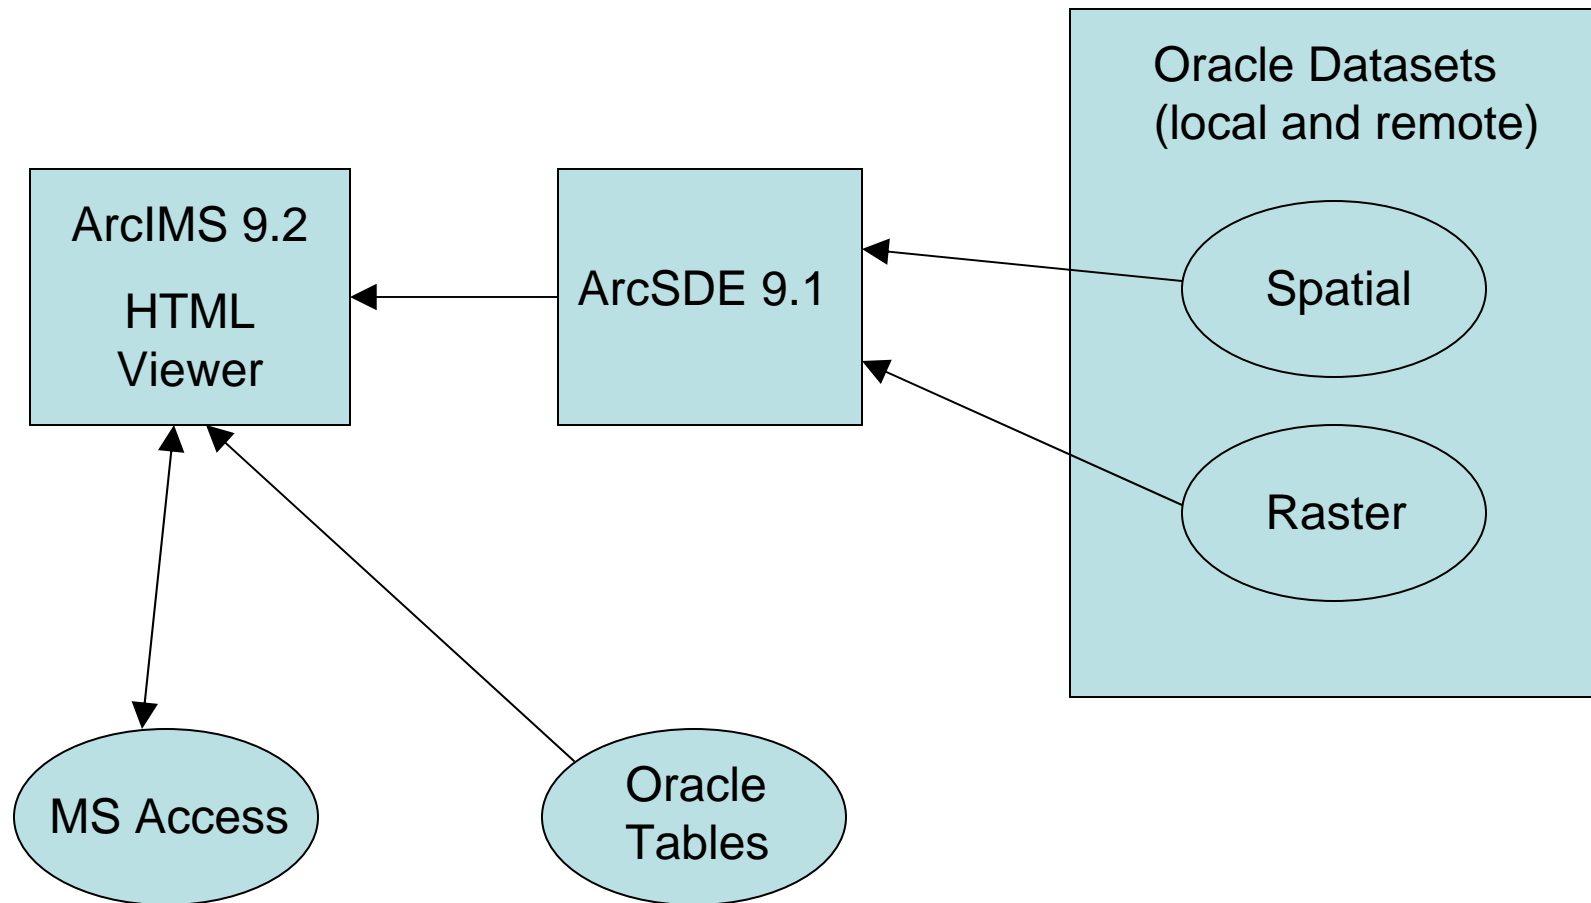 ArcIMS 9.2
HTML
Viewer
ArcSDE 9.1
Oracle Datasets
(local and remote)
Spatial
Raster
MS Access
Oracle
Tables